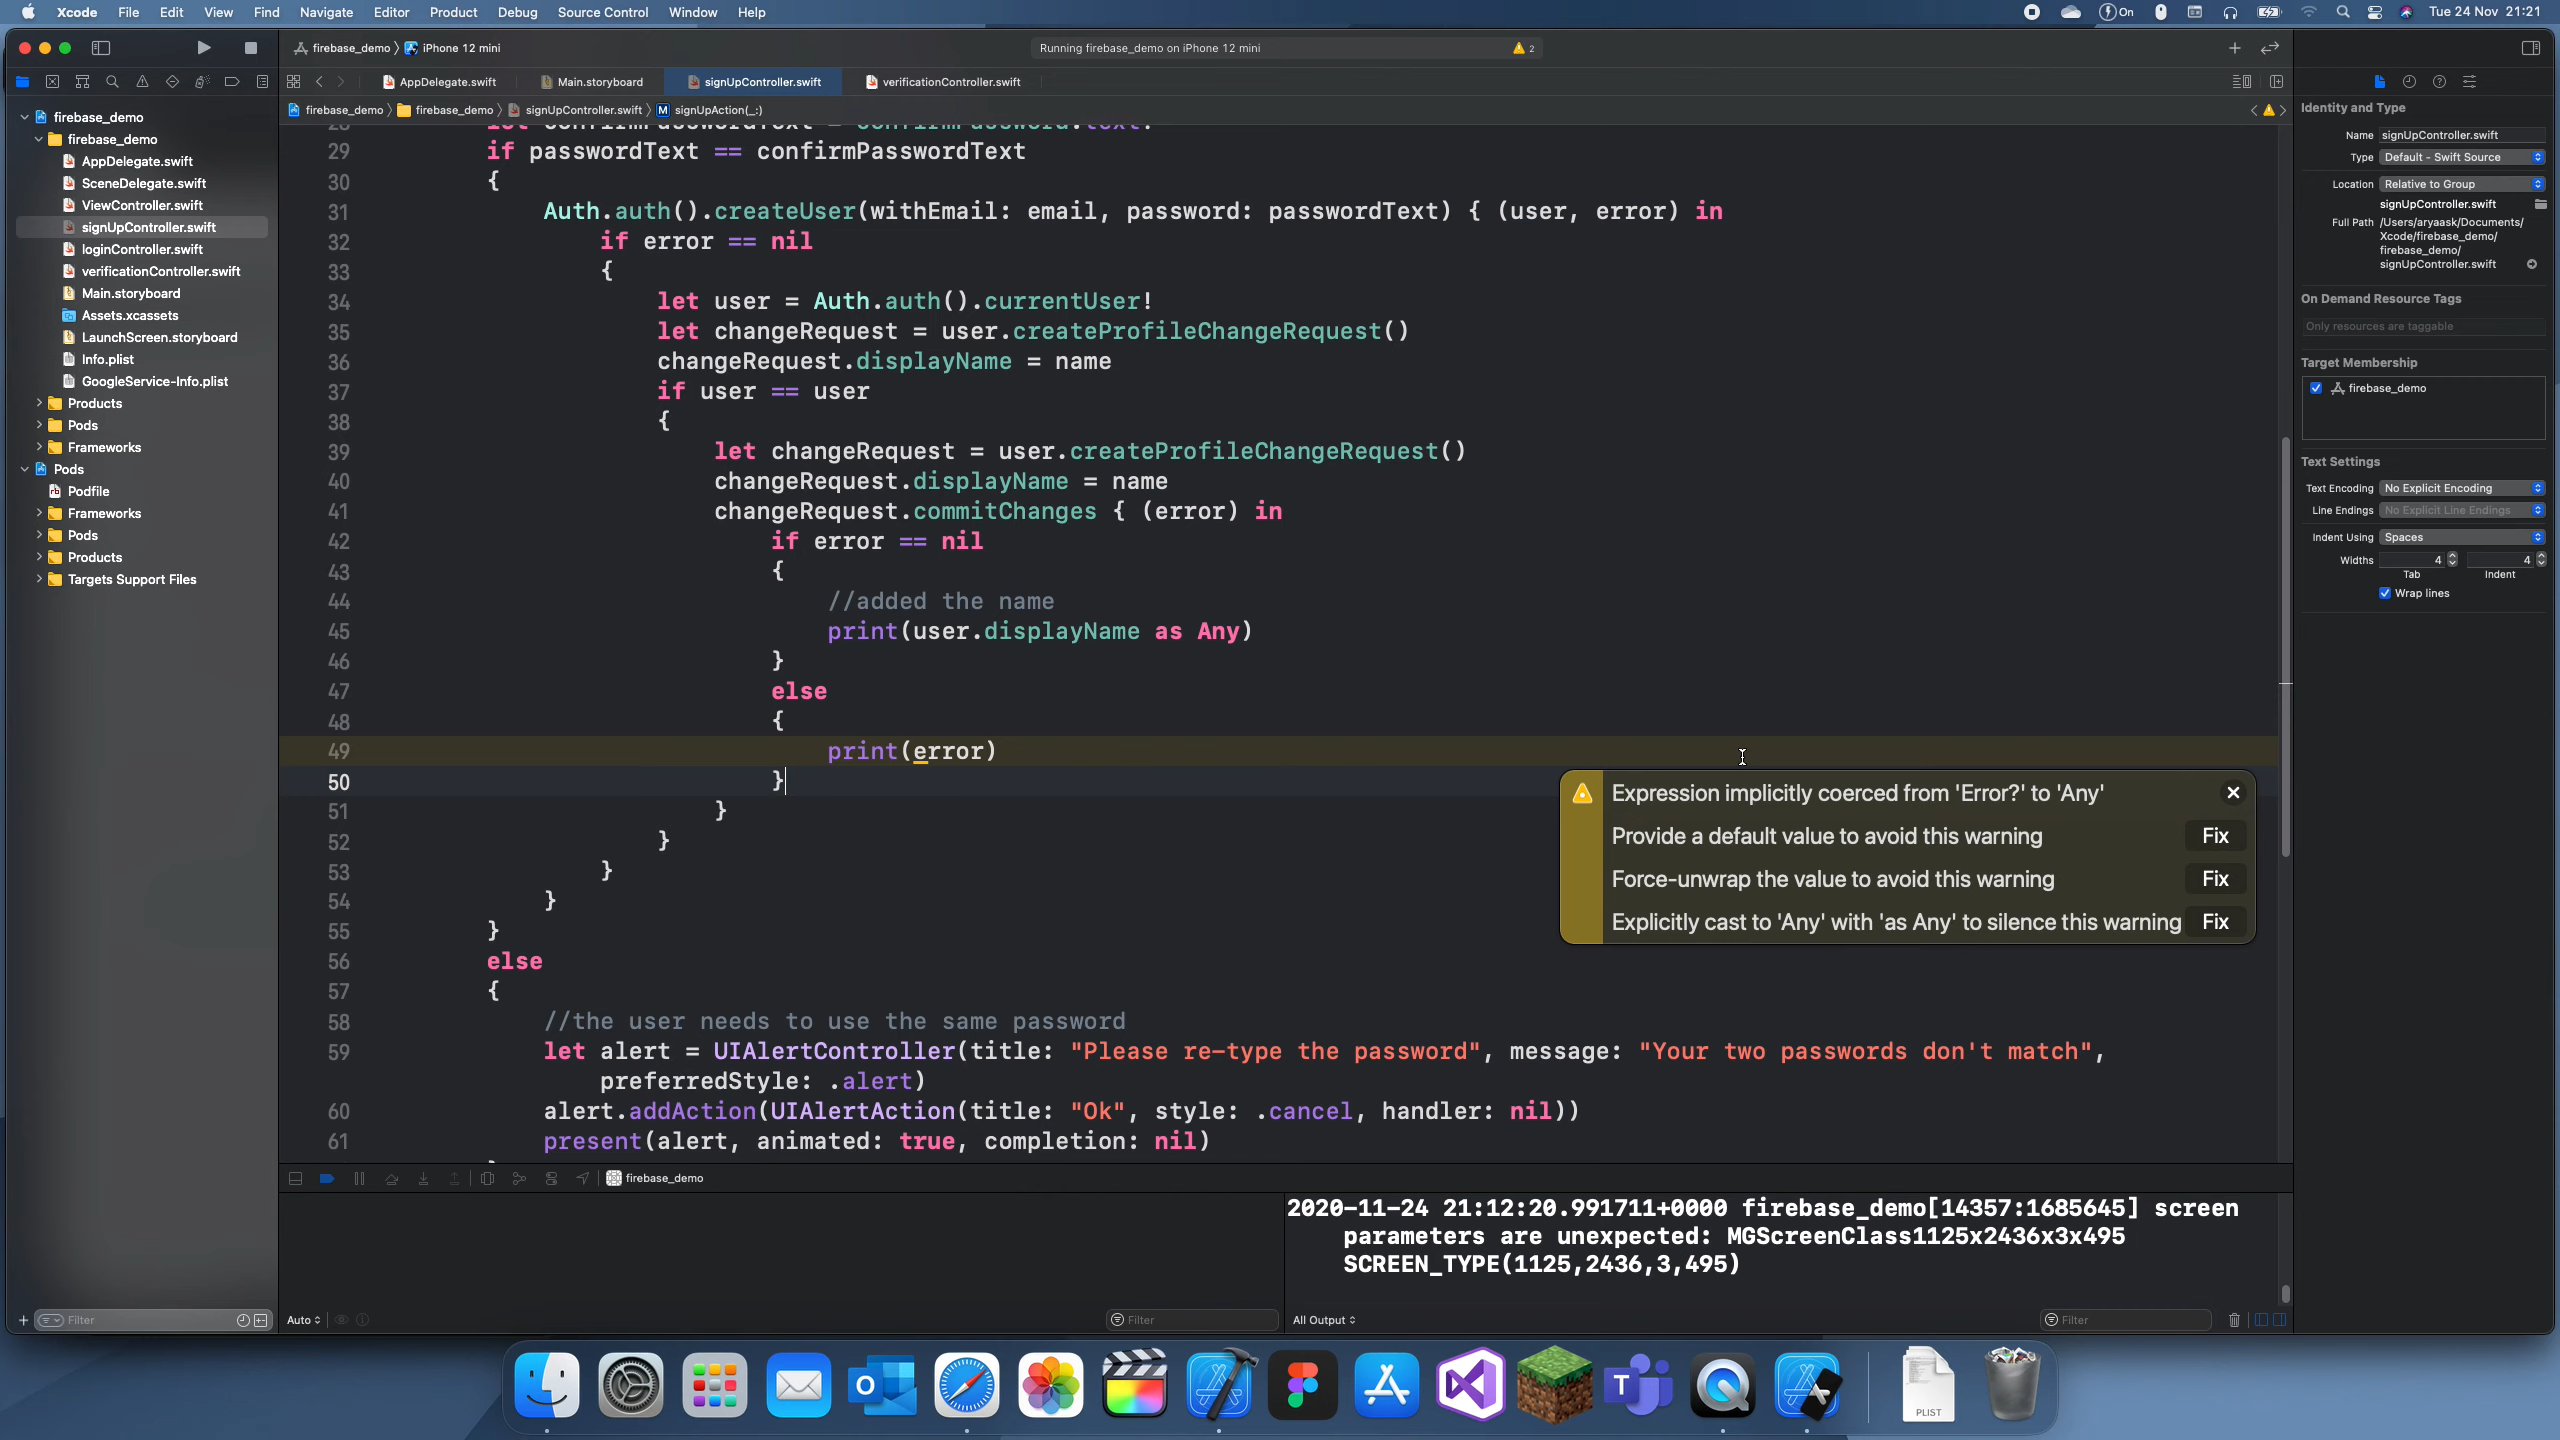 Xcode File Edit View Find Navigate Editor Product Debug Source Control Window Help
On
Tue 24 Nov 21:21
firebase_demo
iPhone 12 mini
Running firebase_demo on iPhone 12 mini
2
AppDelegate.swift
Main.storyboard
signUpController.swift
verificationController.swift
firebase_demo
firebase_demo
signUpController.swift
M signUpAction(_:)
firebase_demo
firebase_demo
AppDelegate.swift
SceneDelegate.swift
ViewController.swift
signUpController.swift
loginController.swift
verificationController.swift
Main.storyboard
Assets.xcassets
LaunchScreen.storyboard
Info.plist
GoogleService-Info.plist
Products
Pods
Frameworks
Pods
Podfile
Frameworks
Pods
Products
Targets Support Files
Filter
29 if passwordText == confirmPasswordText
30 {
31 Auth.auth().createUser(withEmail: email, password: passwordText) { (user, error) in
32 if error == nil
33 {
34 let user = Auth.auth().currentUser!
35 let changeRequest = user.createProfileChangeRequest()
36 changeRequest.displayName = name
37 if user == user
38 {
39 let changeRequest = user.createProfileChangeRequest()
40 changeRequest.displayName = name
41 changeRequest.commitChanges { (error) in
42 if error == nil
43 {
44 //added the name
45 print(user.displayName as Any)
46 }
47 else
48 {
49 print(error)
50 }
51 }
52 }
53 }
54 }
55 }
56 else
57 {
58 //the user needs to use the same password
59 let alert = UIAlertController(title: "Please re-type the password", message: "Your two passwords don't match",
preferredStyle: .alert)
60 alert.addAction(UIAlertAction(title: "Ok", style: .cancel, handler: nil))
61 present(alert, animated: true, completion: nil)
Expression implicitly coerced from 'Error?' to 'Any'
Provide a default value to avoid this warning Fix
Force-unwrap the value to avoid this warning Fix
Explicitly cast to 'Any' with 'as Any' to silence this warning Fix
firebase_demo
2020-11-24 21:12:20.991711+0000 firebase_demo[14357:1685645] screen
parameters are unexpected: MGScreenClass1125x2436x3x495
SCREEN_TYPE(1125,2436,3,495)
Auto
Filter
All Output
Filter
Identity and Type
Name signUpController.swift
Type Default - Swift Source
Location Relative to Group
signUpController.swift
Full Path /Users/aryaask/Documents/
Xcode/firebase_demo/
firebase_demo/
signUpController.swift
On Demand Resource Tags
Only resources are taggable
Target Membership
firebase_demo
Text Settings
Text Encoding No Explicit Encoding
Line Endings No Explicit Line Endings
Indent Using Spaces
Widths 4 4
Tab Indent
Wrap lines
PLIST